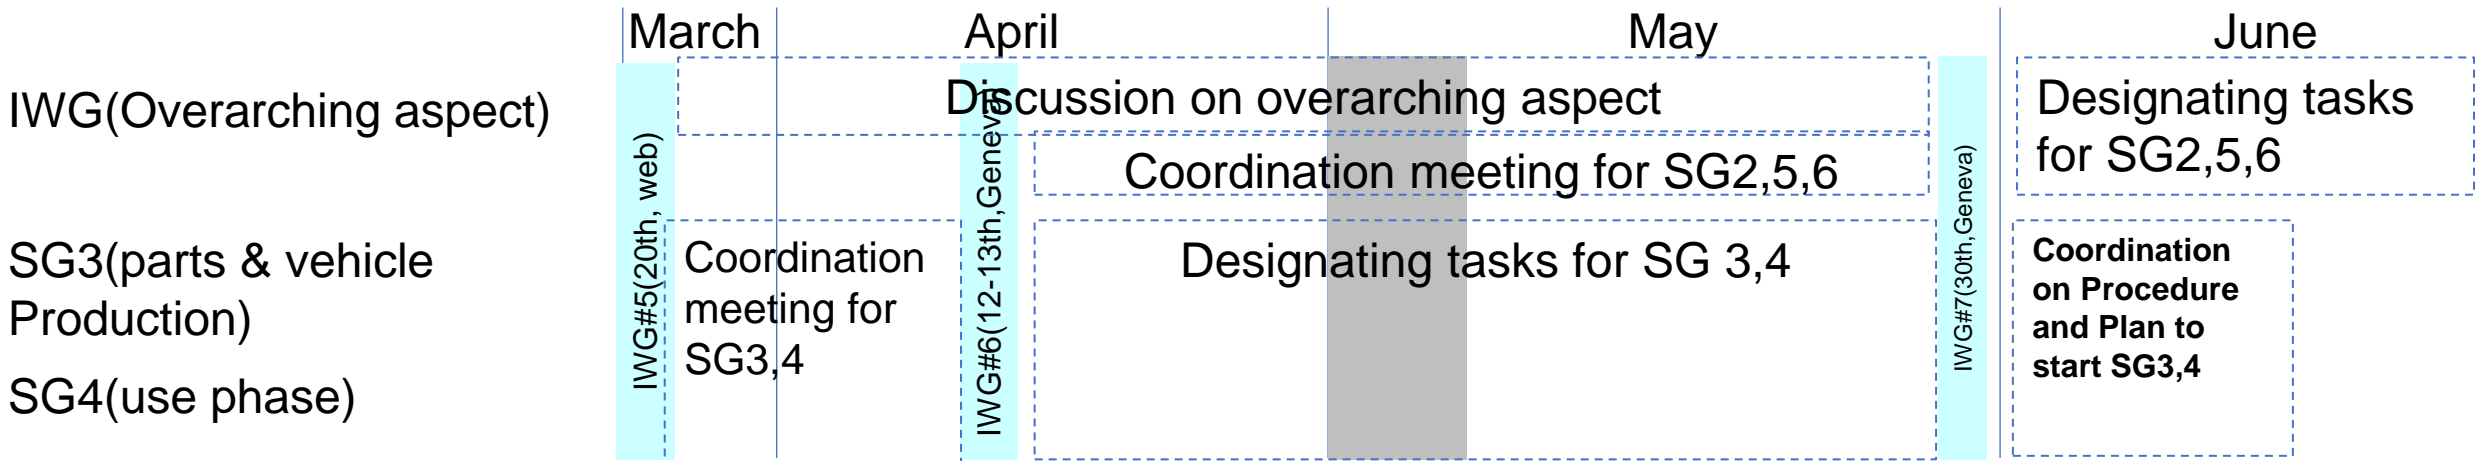 March
April
May
June
IWG(Overarching aspect)
Discussion on overarching aspect
Coordination meeting for SG2,5,6
Designating tasks
for SG2,5,6
SG3(parts & vehicle
Production)
SG4(use phase)
IWG#5(20th, web)
Coordination
meeting for
SG3,4
IWG#6(12-13th,Geneva)
Designating tasks for SG 3,4
IWG#7(30th,Geneva)
Coordination
on Procedure
and Plan to
start SG3,4